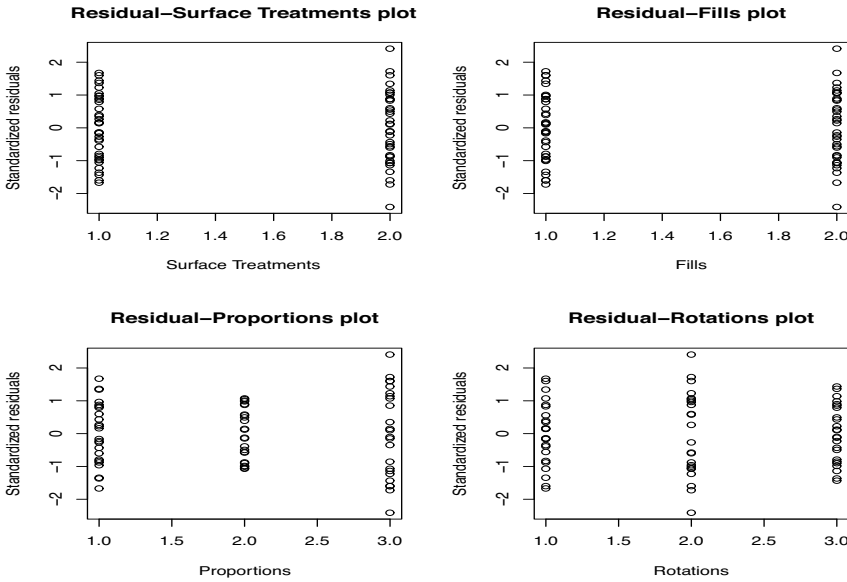 Residual−Surface Treatments plot
Standardized residuals
2
1
0
−1
−2
1.0 1.2 1.4 1.6 1.8 2.0
Surface Treatments
Residual−Fills plot
Standardized residuals
2
1
0
−1
−2
1.0 1.2 1.4 1.6 1.8 2.0
Fills
Residual−Proportions plot
Standardized residuals
2
1
0
−1
−2
1.0 1.5 2.0 2.5 3.0
Proportions
Residual−Rotations plot
Standardized residuals
2
1
0
−1
−2
1.0 1.5 2.0 2.5 3.0
Rotations